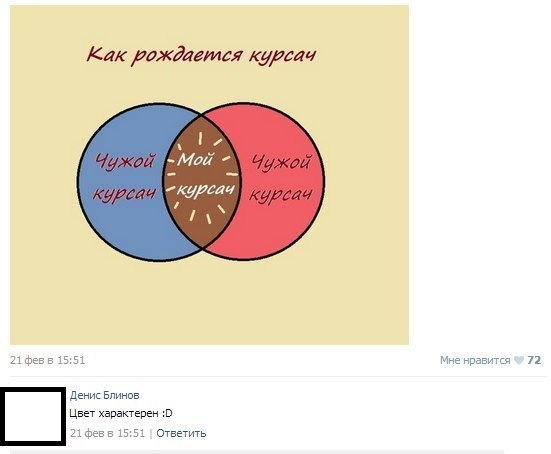 Как рождается курсач
Чужой
курсач
Мой
курсач
Чужой
курсач
21 фев в 15:51
Мне нравится 72
Денис Блинов
Цвет характерен :D
21 фев в 15:51 | Ответить